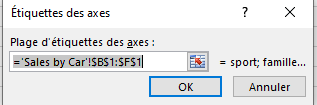 Étiquettes des axes
?
×
Plage d'étiquettes des axes :
='Sales by Car'!$B$1:$F$1
= sport; famille...
OK
Annuler